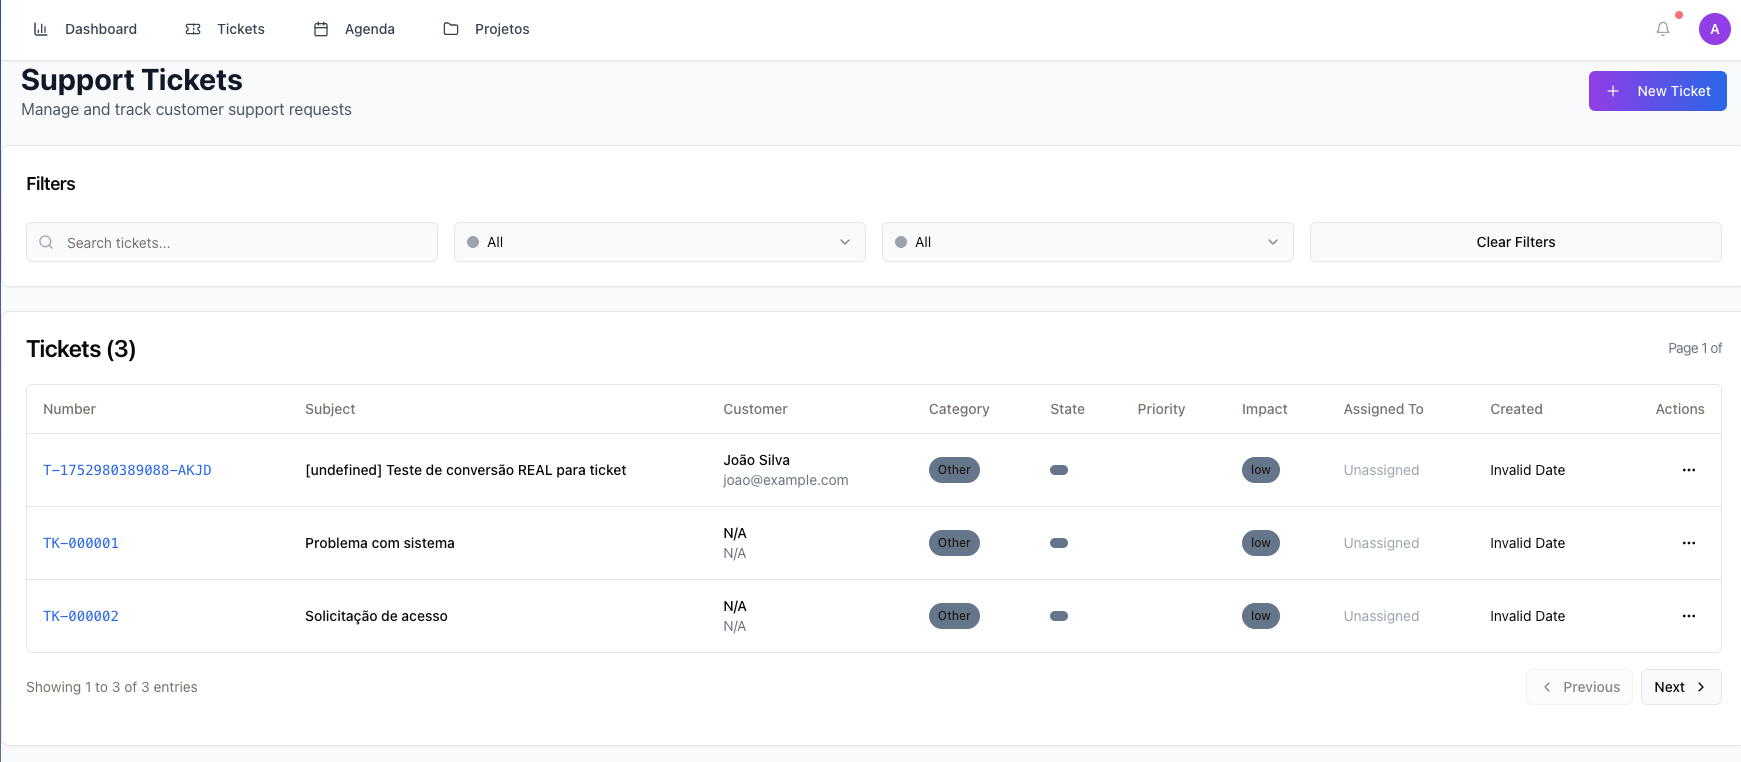 Dashboard Tickets Agenda Projetos A
Support Tickets
Manage and track customer support requests
+ New Ticket
Filters
Search tickets... All All Clear Filters
Tickets (3) Page 1 of
Number Subject Customer Category State Priority Impact Assigned To Created Actions
T-1752980389088-AKJD [undefined] Teste de conversão REAL para ticket João Silva Other low Unassigned Invalid Date ...
joao@example.com
TK-000001 Problema com sistema N/A Other low Unassigned Invalid Date ...
N/A
TK-000002 Solicitação de acesso N/A Other low Unassigned Invalid Date ...
N/A
Showing 1 to 3 of 3 entries Previous Next